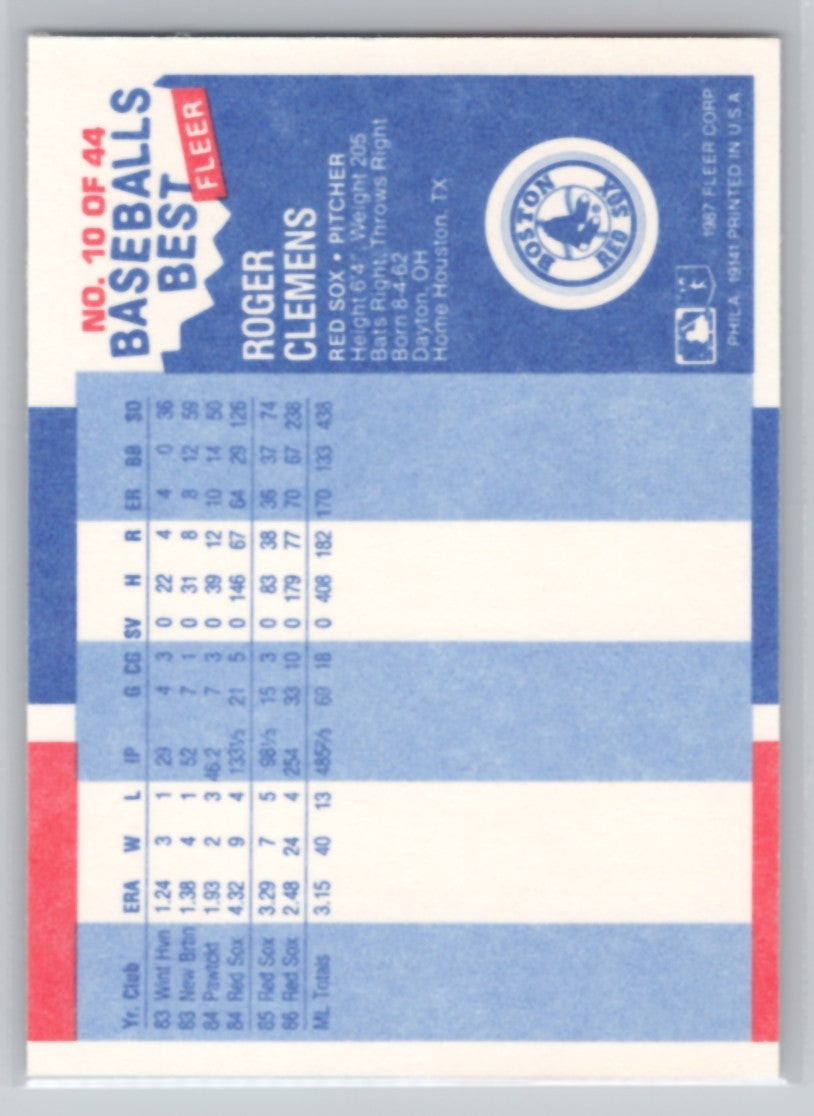 NO. 10 OF 44
BASEBALLS
BEST
FLEER
ROGER
CLEMENS
RED SOX • PITCHER
Height 6'4" Weight 205
Bats Right, Throws Right
Born 8-4-62
Dayton, OH
Home Houston, TX
BOSTON
RED SOX
1987 FLEER CORP.
PHILA. 19141 PRINTED IN U.S.A.
Yr. Club ERA W L IP G CG SV H R ER BB SO
83 Wnt Hvn 1.24 3 1 29 4 3 0 22 4 4 0 36
83 New Brtn 1.38 4 1 52 7 1 0 31 8 8 12 59
84 Pawtckt 1.93 2 3 46.2 7 3 0 39 12 10 14 50
84 Red Sox 4.32 9 4 133⅓ 21 5 0 146 67 64 29 126
85 Red Sox 3.29 7 5 98⅓ 15 3 0 83 38 36 37 74
86 Red Sox 2.48 24 4 254 33 10 0 179 77 70 67 238
ML Totals 3.15 40 13 485⅔ 69 18 0 408 182 170 133 438